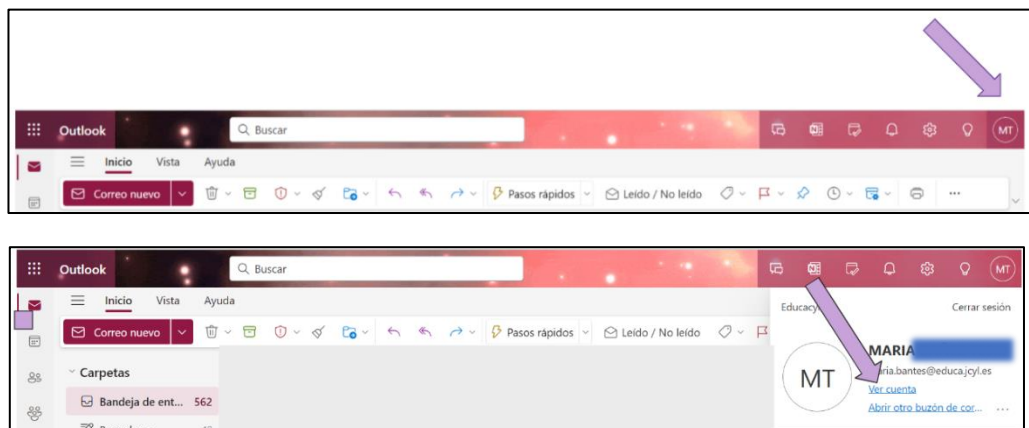 Outlook
Buscar
MT
Inicio Vista Ayuda
Correo nuevo Pasos rápidos Leído / No leído
Outlook
Buscar
MT
Inicio Vista Ayuda
Educacy
Cerrar sesión
Correo nuevo Pasos rápidos Leído / No leído
MARIA
MT
ria.bantes@educa.jcyl.es
Carpetas
Ver cuenta
Bandeja de ent... 562
Abrir otro buzón de cor...